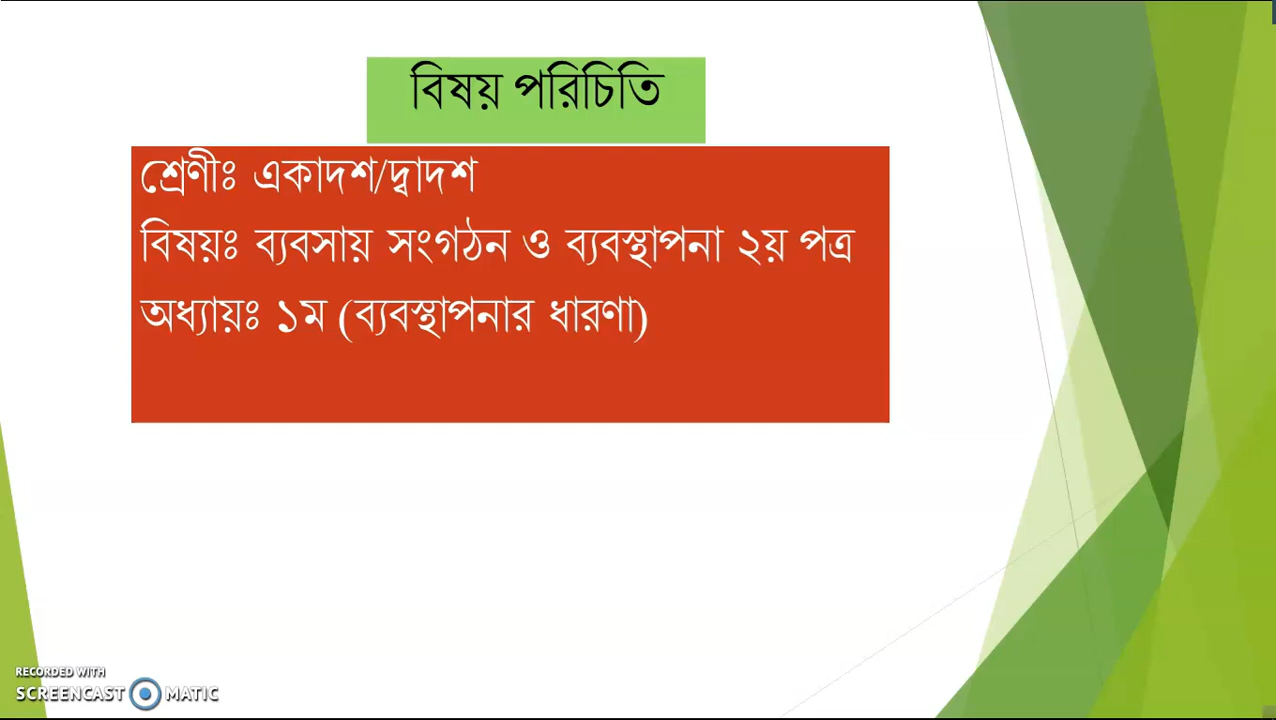 বিষয় পরিচিতি
শ্রেণীঃ একাদশ/দ্বাদশ
বিষয়ঃ ব্যবসায় সংগঠন ও ব্যবস্থাপনা ২য় পত্র
অধ্যায়ঃ ১ম (ব্যবস্থাপনার ধারণা)
RECORDED WITH
SCREENCAST MATIC